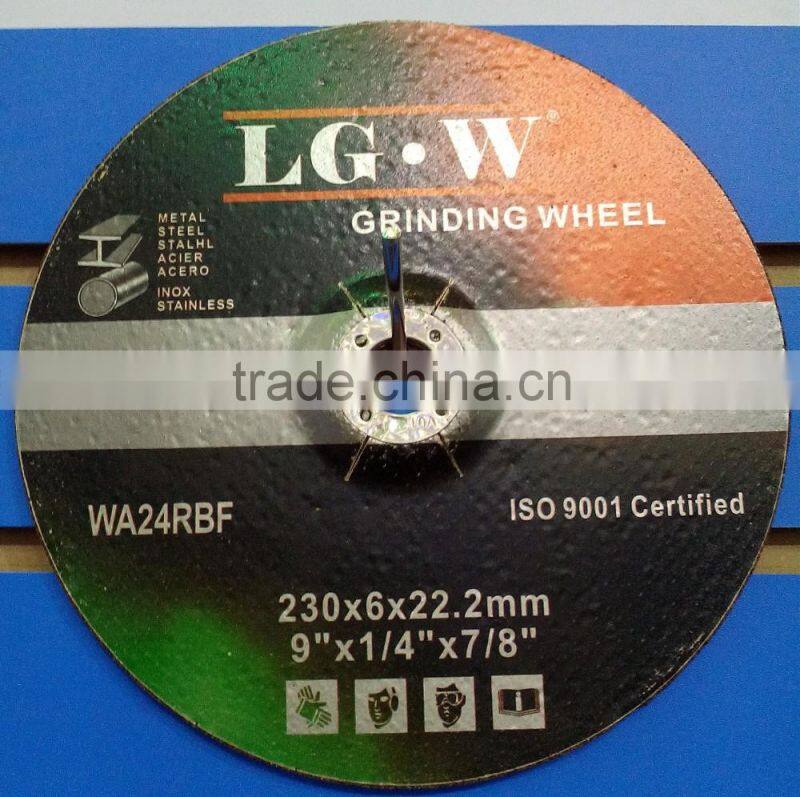 LG·W®
GRINDING WHEEL
METAL
STEEL
STALHL
ACIER
ACERO
INOX
STAINLESS
trade.china.cn
WA24RBF
ISO 9001 Certified
230x6x22.2mm
9"x1/4"x7/8"